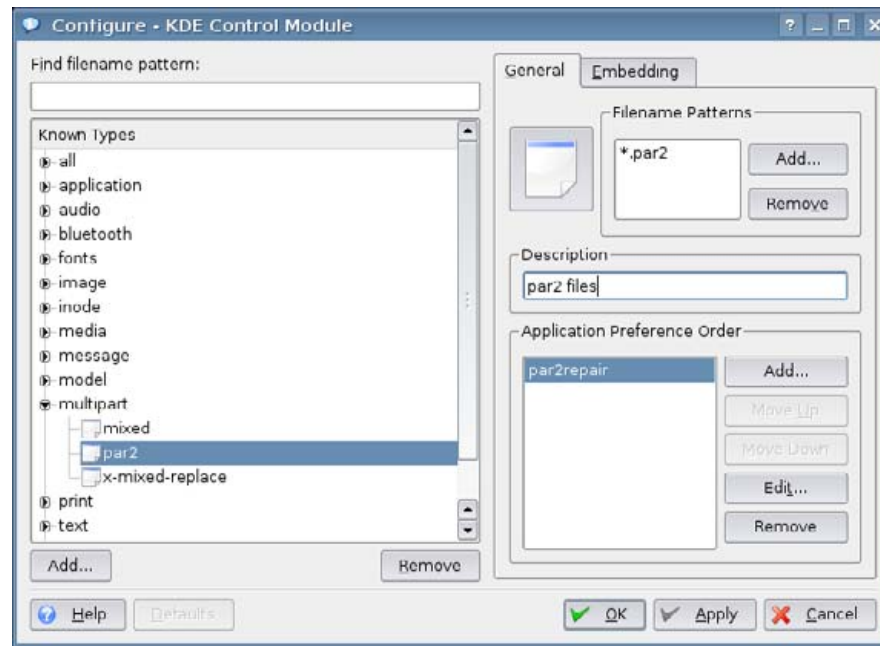 Configure - KDE Control Module
Find filename pattern:
Known Types
all
application
audio
bluetooth
fonts
image
inode
media
message
model
multipart
mixed
par2
x-mixed-replace
print
text
Add...
Remove
General
Embedding
Filename Patterns
*.par2
Add...
Remove
Description
par2 files
Application Preference Order
par2repair
Add...
Move Up
Move Down
Edit...
Remove
Help
Defaults
OK
Apply
Cancel